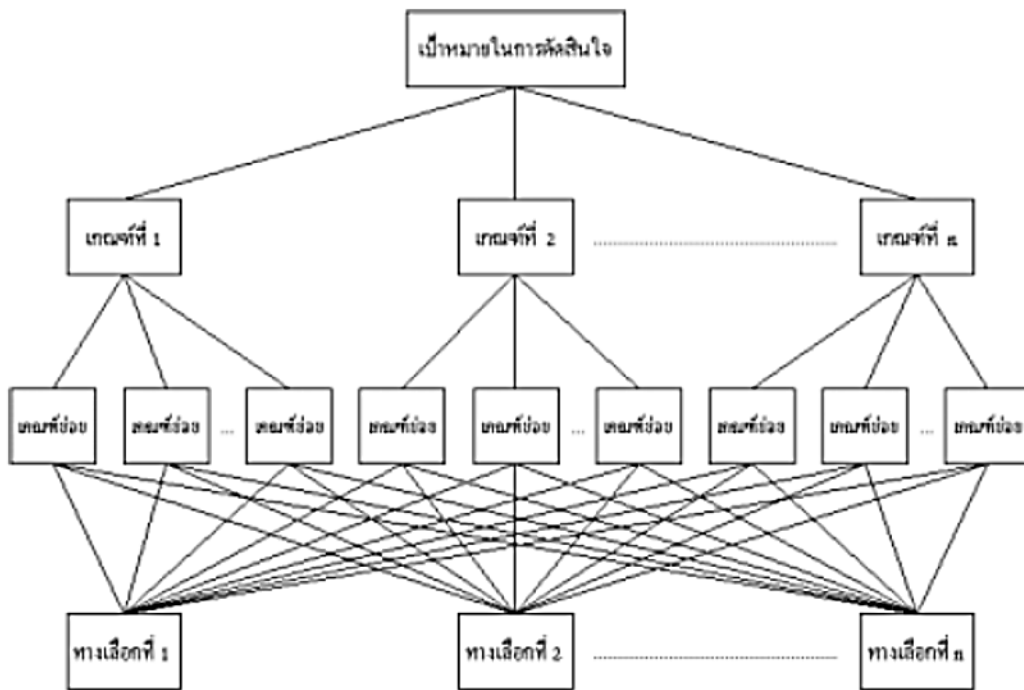 เป้าหมายในการตัดสินใจ
เกณฑ์ที่ 1
เกณฑ์ที่ 2
เกณฑ์ที่ n
เกณฑ์ย่อย เกณฑ์ย่อย ... เกณฑ์ย่อย เกณฑ์ย่อย เกณฑ์ย่อย ... เกณฑ์ย่อย เกณฑ์ย่อย เกณฑ์ย่อย ... เกณฑ์ย่อย
ทางเลือกที่ 1
ทางเลือกที่ 2
ทางเลือกที่ n